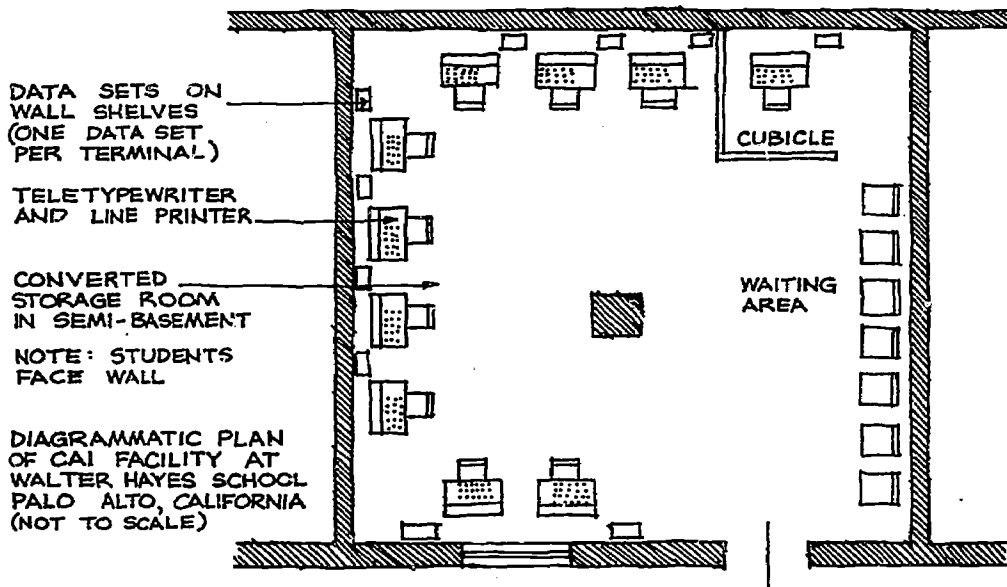 DATA SETS ON
WALL SHELVES
(ONE DATA SET
PER TERMINAL)
TELETYPEWRITER
AND LINE PRINTER
CONVERTED
STORAGE ROOM
IN SEMI-BASEMENT
NOTE: STUDENTS
FACE WALL
DIAGRAMMATIC PLAN
OF CAI FACILITY AT
WALTER HAYES SCHOOL
PALO ALTO, CALIFORNIA
(NOT TO SCALE)
CUBICLE
WAITING
AREA